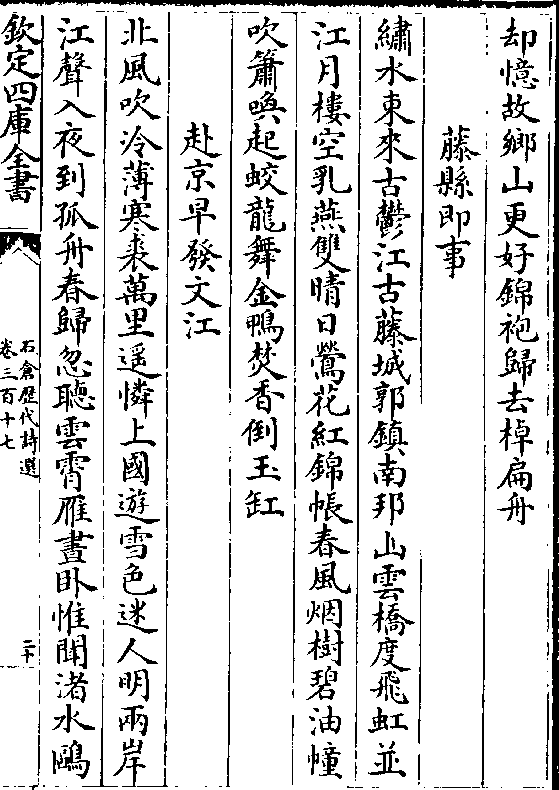 却憶故鄉山更好錦袍歸去棹扁舟
藤縣即事
繡水東來古鬱江古藤城郭鎮南邦山雲橋度飛虹並
江月樓空乳燕雙晴日鶯花紅錦帳春風烟樹碧油幢
吹簫喚起蛟龍舞金鴨焚香倒玉缸
赴京早發文江
北風吹冷薄寒裘萬里遥憐上國遊雪色迷人明兩岸
江聲入夜到孤舟春歸忽聽雲霄雁晝卧惟聞渚水鷗
欽定四庫全書
石倉歷代詩選
卷三百十七
二十